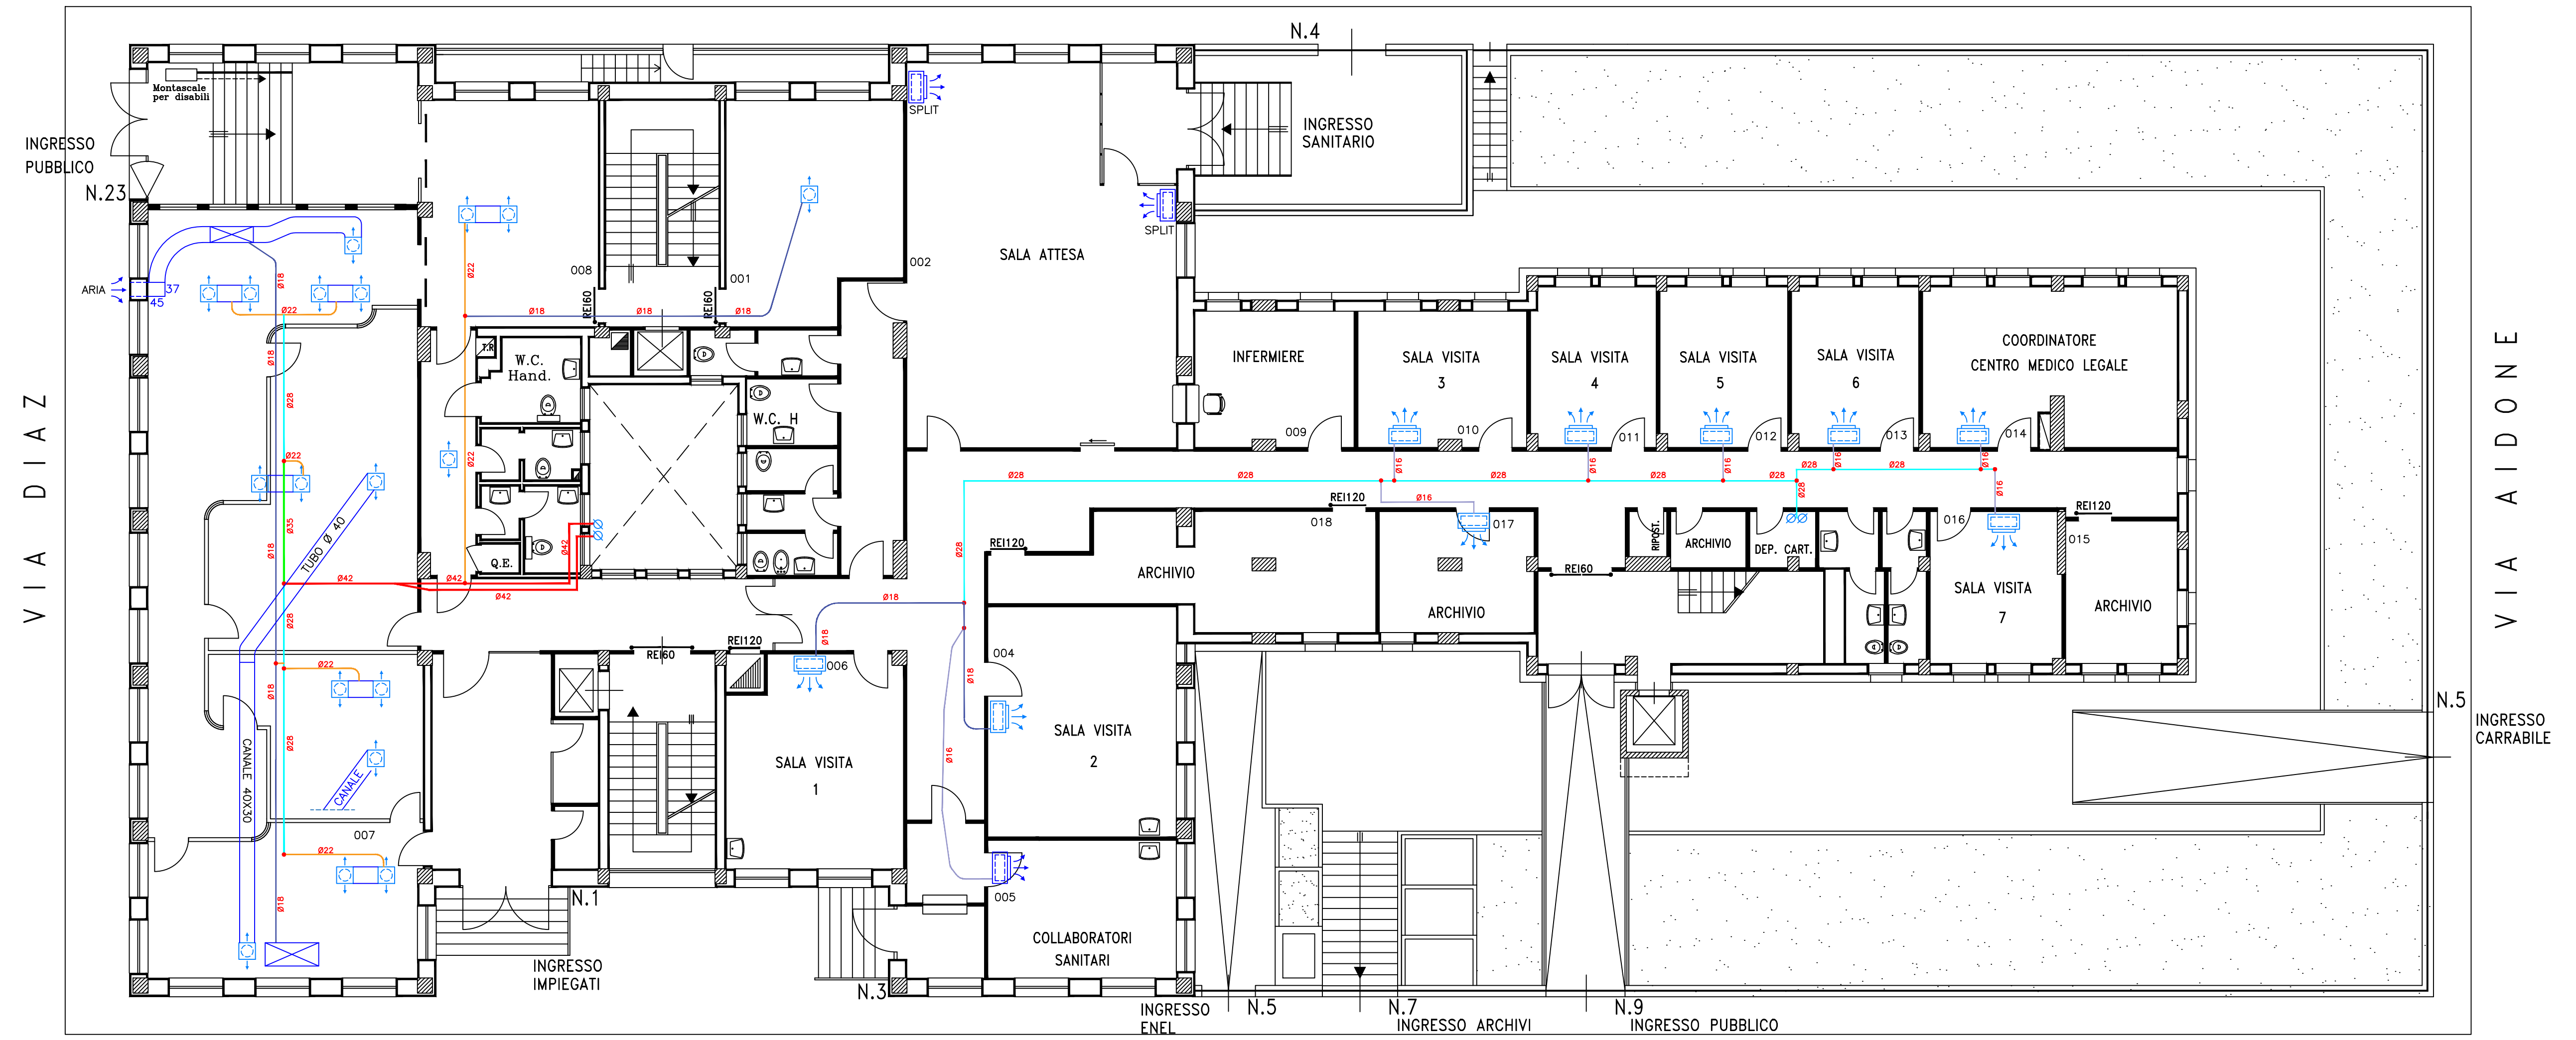 N.4
Montascale
per disabili
SPLIT
INGRESSO
PUBBLICO
N.23
INGRESSO
SANITARIO
SPLIT
SALA ATTESA
002
008
001
ARIA
37
45
Ø18
Ø22
Ø22
REI60
REI60
Ø18
Ø18
Ø18
Ø22
Ø18
Ø28
T.R
W.C.
Hand.
INFERMIERE
SALA VISITA
3
SALA VISITA
4
SALA VISITA
5
SALA VISITA
6
COORDINATORE
CENTRO MEDICO LEGALE
VIA DIAZ
VIA AIDONE
W.C. H
009
010
011
012
013
014
Ø22
Ø22
Ø28
Ø28
Ø28
Ø28
Ø28
Ø28
Ø28
Ø16
Ø16
Ø16
Ø16
Ø16
Ø16
Ø16
Ø28
REI120
REI120
018
017
016
015
Ø35
Ø18
TUBO Ø 40
Q.E.
Ø42
Ø42
Ø42
Ø42
REI120
Ø28
RIPOST.
ARCHIVIO
DEP. CART.
ARCHIVIO
REI60
ARCHIVIO
SALA VISITA
7
ARCHIVIO
Ø18
Ø28
Ø18
REI120
REI60
006
004
Ø22
Ø18
Ø18
Ø28
N.5
INGRESSO
CARRABILE
SALA VISITA
1
SALA VISITA
2
Ø16
CANALE 40X30
CANALE
007
Ø22
Ø18
005
N.1
COLLABORATORI
SANITARI
INGRESSO
IMPIEGATI
N.3
INGRESSO
ENEL
N.5
N.7
N.9
INGRESSO ARCHIVI
INGRESSO PUBBLICO